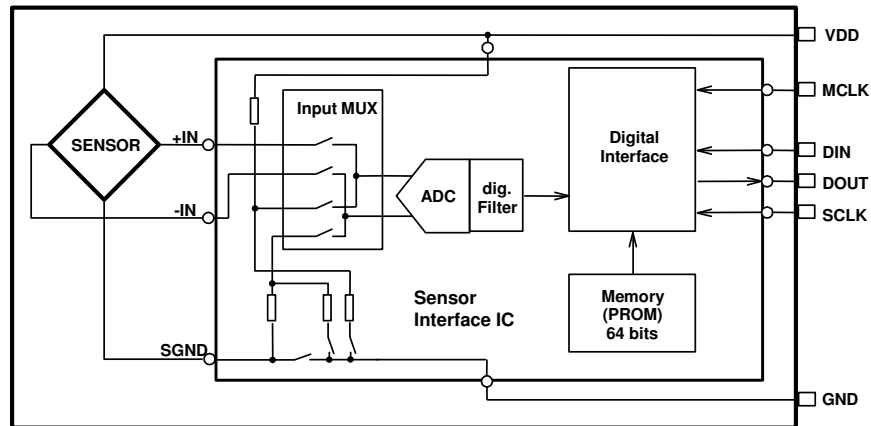 VDD
MCLK
Input MUX
+IN
SENSOR
Digital
Interface
DIN
DOUT
ADC
dig.
Filter
-IN
SCLK
Sensor
Interface IC
Memory
(PROM)
64 bits
SGND
GND